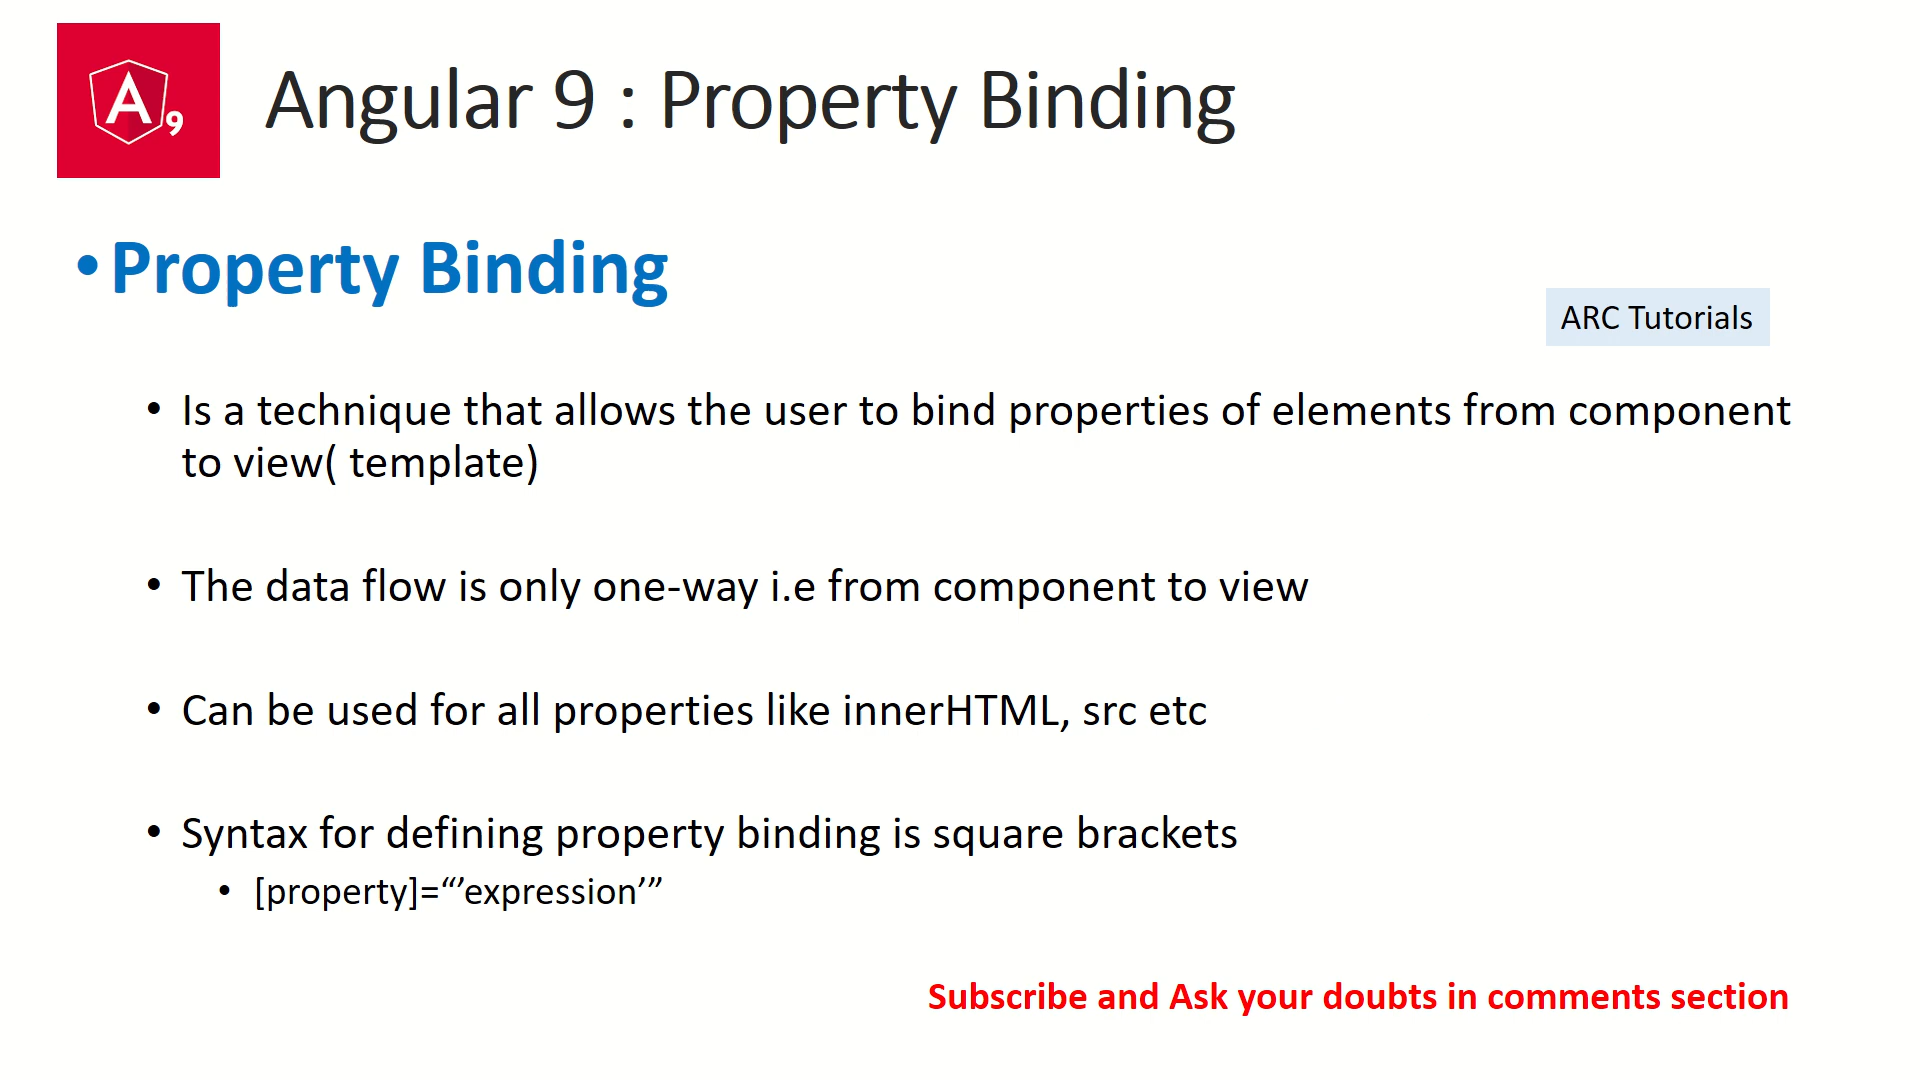 A9
Angular 9 : Property Binding
• Property Binding
ARC Tutorials
• Is a technique that allows the user to bind properties of elements from component
to view( template)
• The data flow is only one-way i.e from component to view
• Can be used for all properties like innerHTML, src etc
• Syntax for defining property binding is square brackets
• [property]=“’expression’”
Subscribe and Ask your doubts in comments section